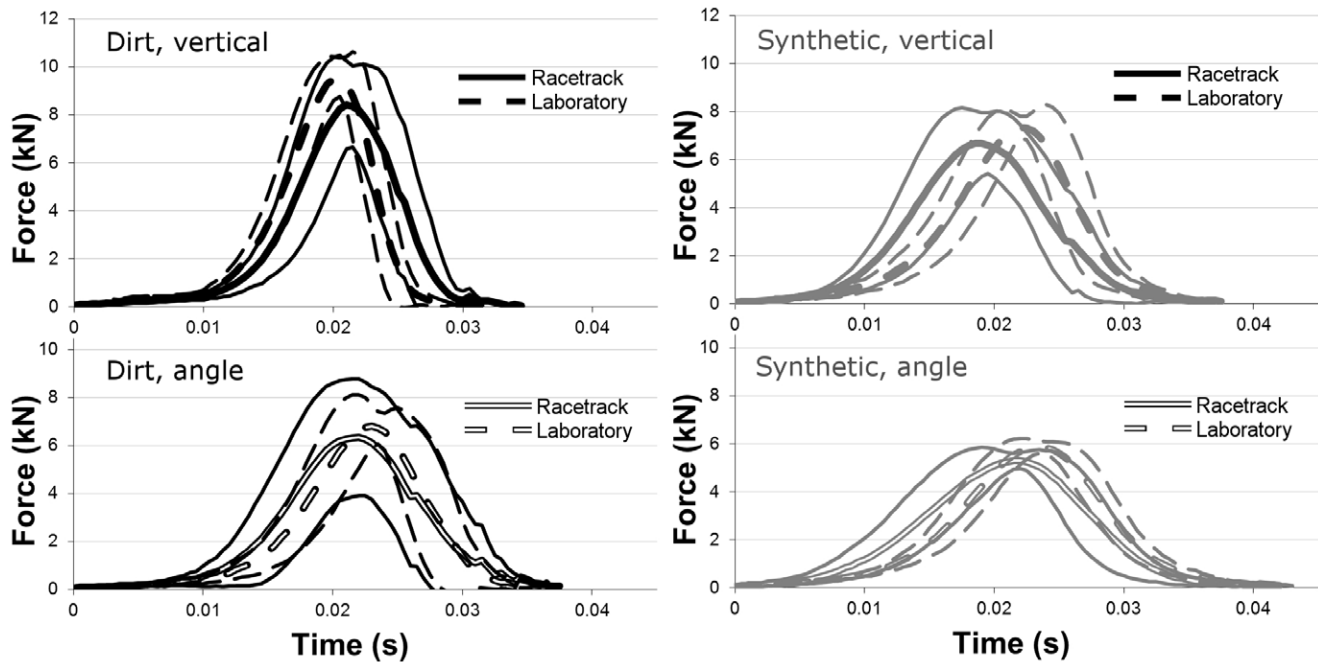 Dirt, vertical
Force (kN)
12
10
8
6
4
2
0
Racetrack
Laboratory
0 0.01 0.02 0.03 0.04
Synthetic, vertical
Force (kN)
12
10
8
6
4
2
0
Racetrack
Laboratory
0 0.01 0.02 0.03 0.04
Dirt, angle
Force (kN)
10
8
6
4
2
0
Racetrack
Laboratory
0 0.01 0.02 0.03 0.04
Time (s)
Synthetic, angle
Force (kN)
10
8
6
4
2
0
Racetrack
Laboratory
0 0.01 0.02 0.03 0.04
Time (s)